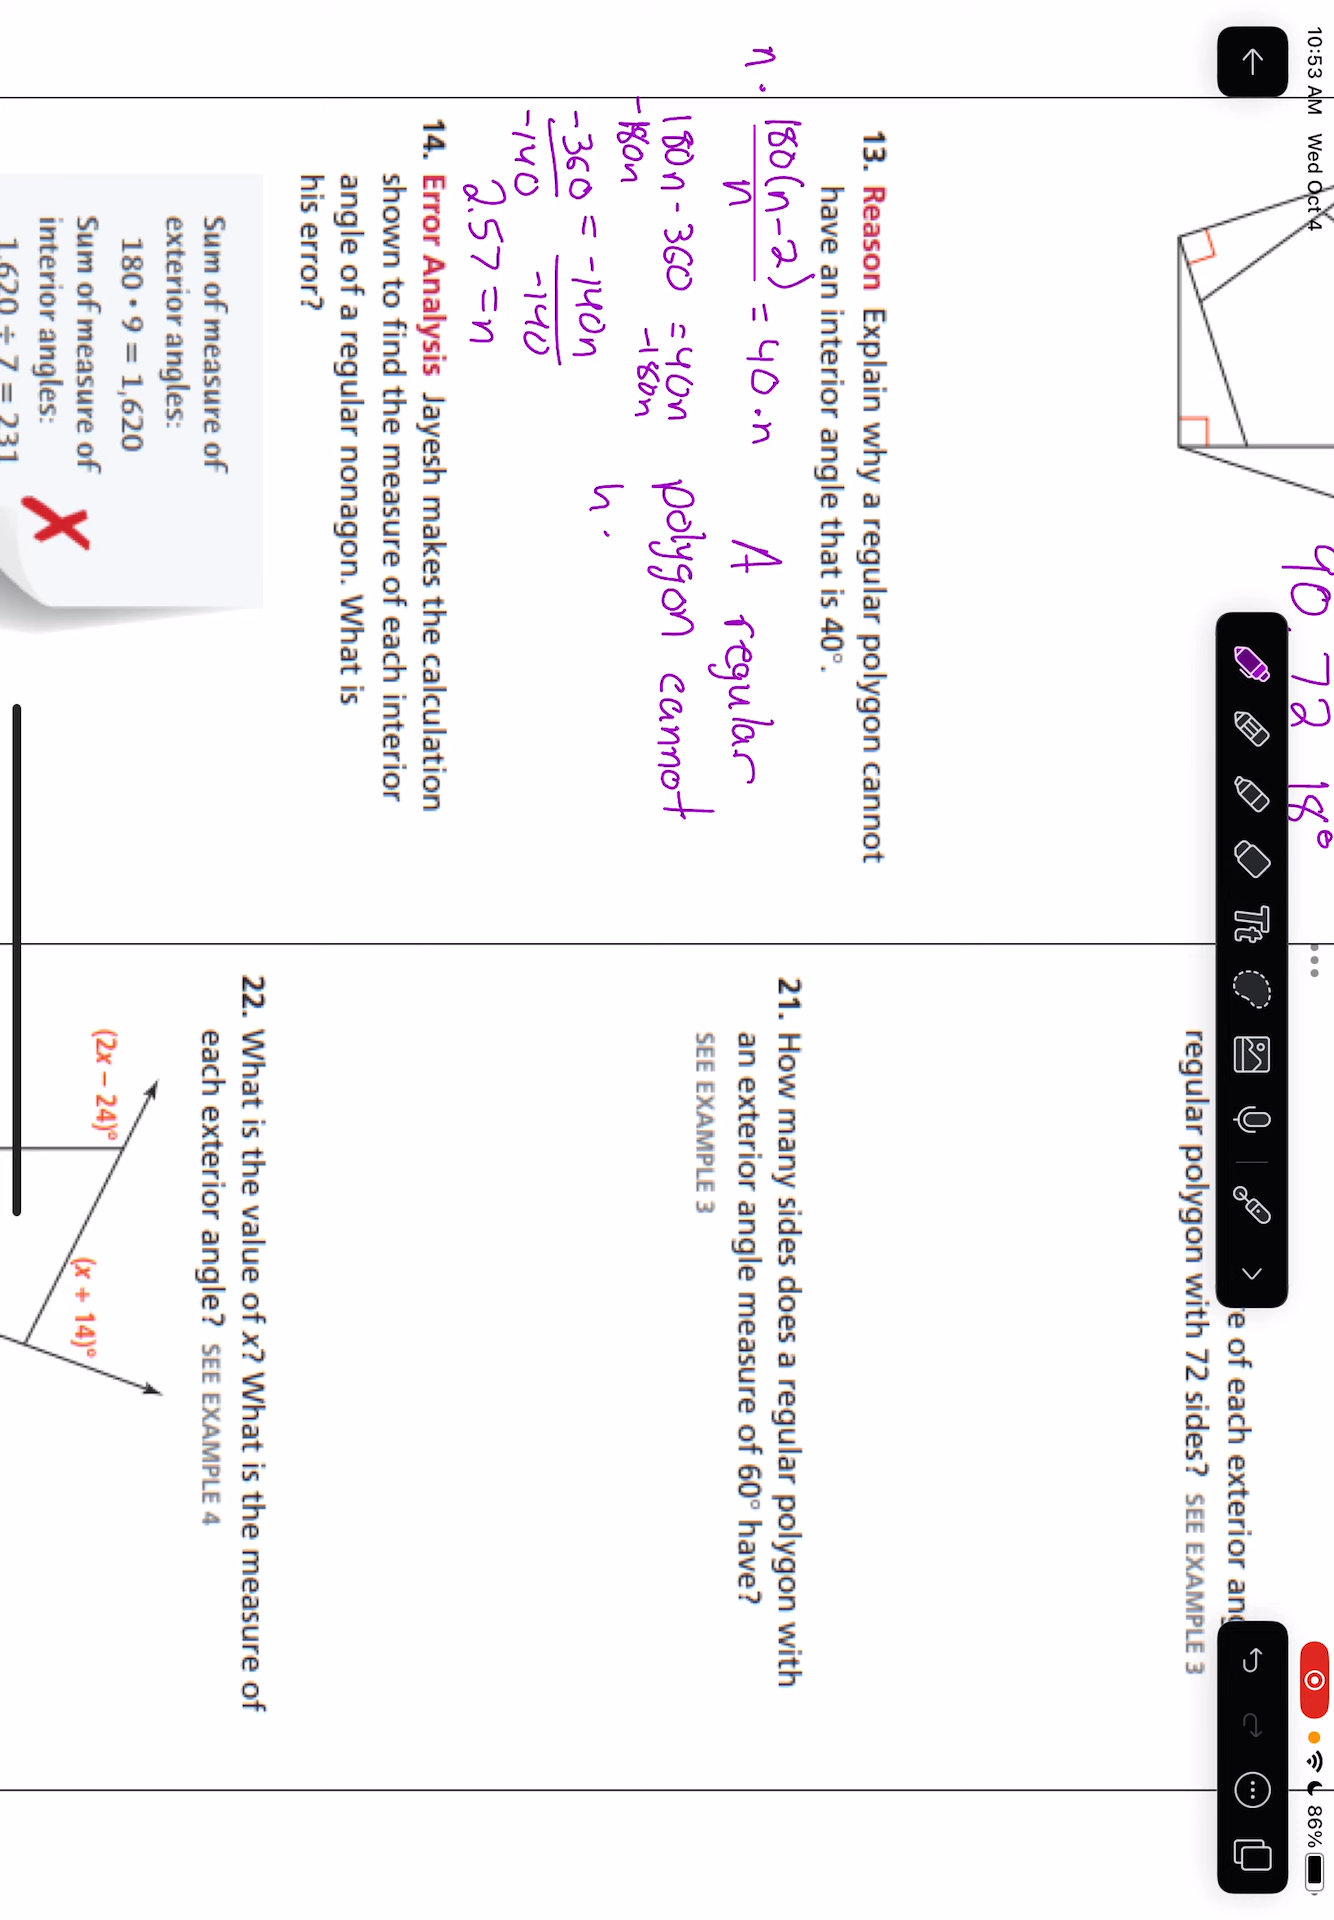 10:53 AM Wed Oct 4
86%
40 72 18°
13. Reason Explain why a regular polygon cannot
have an interior angle that is 40°.
n · 180(n-2) / n = 40 · n
180n - 360 = 40n
-180n -180n
-360 = -140n
-140 -140
2.57 = n
A regular
polygon cannot
h .
14. Error Analysis Jayesh makes the calculation
shown to find the measure of each interior
angle of a regular nonagon. What is
his error?
Sum of measure of
exterior angles:
180 • 9 = 1,620
Sum of measure of
interior angles:
1,620 ÷ 7 = 231
e of each exterior ang
regular polygon with 72 sides? SEE EXAMPLE 3
21. How many sides does a regular polygon with
an exterior angle measure of 60° have?
SEE EXAMPLE 3
22. What is the value of x? What is the measure of
each exterior angle? SEE EXAMPLE 4
(2x − 24)°
(x + 14)°
Tt